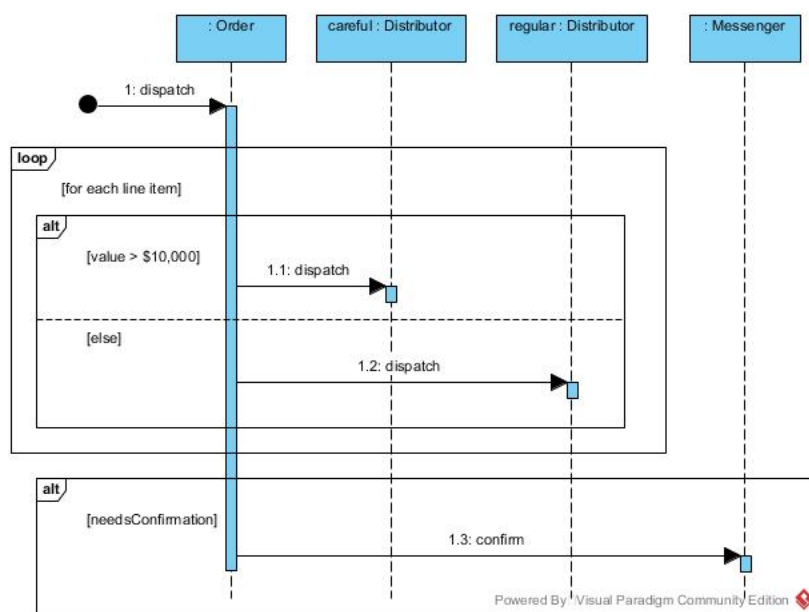 : Order
careful : Distributor
regular : Distributor
: Messenger
1: dispatch
loop
[for each line item]
alt
[value > $10,000]
1.1: dispatch
[else]
1.2: dispatch
alt
[needsConfirmation]
1.3: confirm
Powered By Visual Paradigm Community Edition